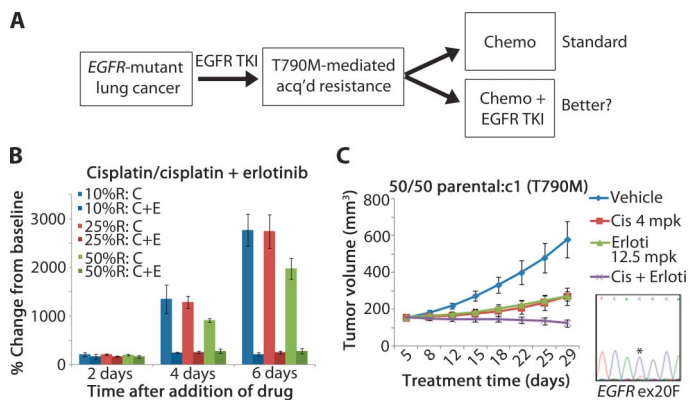 A
EGFR-mutant
lung cancer
EGFR TKI
T790M-mediated
acq'd resistance
Chemo
Standard
Chemo +
EGFR TKI
Better?
B
Cisplatin/cisplatin + erlotinib
10%R: C
10%R: C+E
25%R: C
25%R: C+E
50%R: C
50%R: C+E
% Change from baseline
3000
2000
1000
0
2 days
4 days
6 days
Time after addition of drug
C
50/50 parental:c1 (T790M)
Tumor volume (mm³)
800
600
400
200
0
5
8
12
15
18
22
25
29
Treatment time (days)
Vehicle
Cis 4 mpk
Erloti
12.5 mpk
Cis + Erloti
*
EGFR ex20F